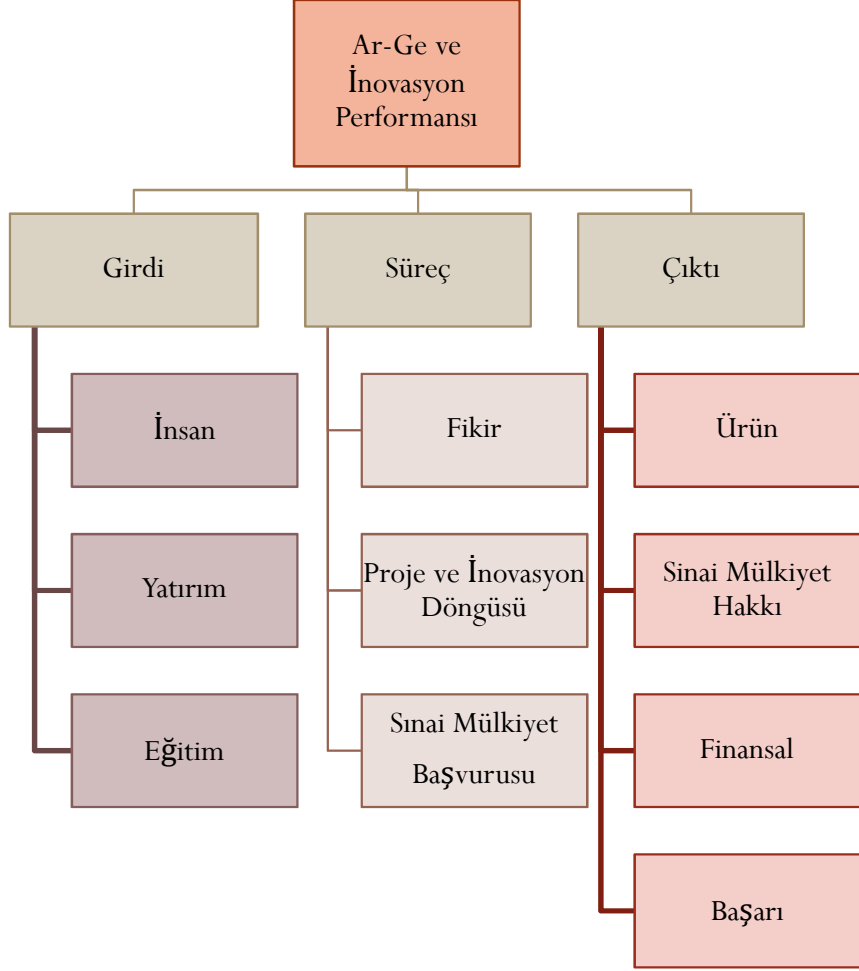 Ar-Ge ve
İnovasyon
Performansı
Girdi
Süreç
Çıktı
İnsan
Yatırım
Eğitim
Fikir
Proje ve İnovasyon
Döngüsü
Sınai Mülkiyet
Başvurusu
Ürün
Sinai Mülkiyet
Hakkı
Finansal
Başarı